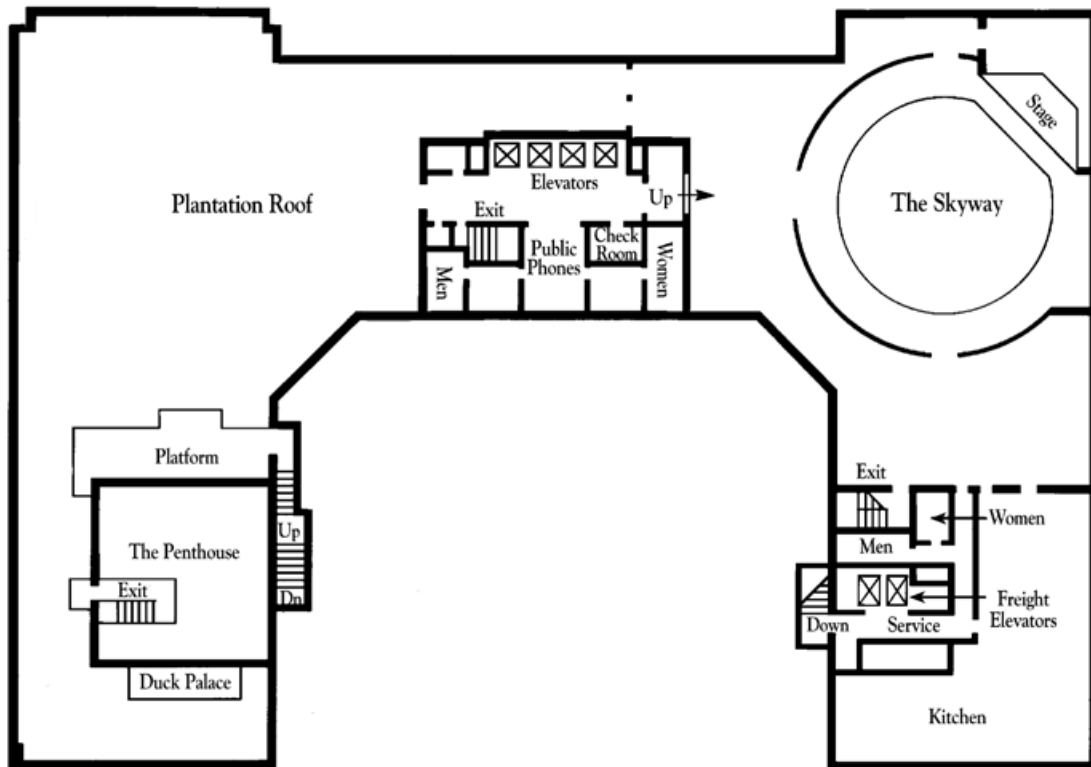 Stage
Elevators
Plantation Roof
Up
The Skyway
Exit
Public
Phones
Check
Room
Men
Women
Platform
Exit
Up
Women
The Penthouse
Men
Exit
Dn
Freight
Elevators
Down
Service
Duck Palace
Kitchen